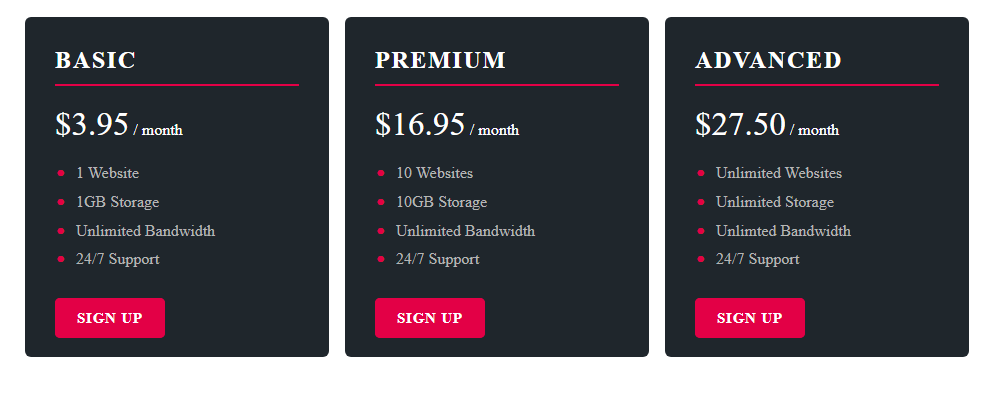 BASIC
$3.95 / month
1 Website
1GB Storage
Unlimited Bandwidth
24/7 Support
SIGN UP
PREMIUM
$16.95 / month
10 Websites
10GB Storage
Unlimted Bandwidth
24/7 Support
SIGN UP
ADVANCED
$27.50 / month
Unlimited Websites
Unlimited Storage
Unlimted Bandwidth
24/7 Support
SIGN UP